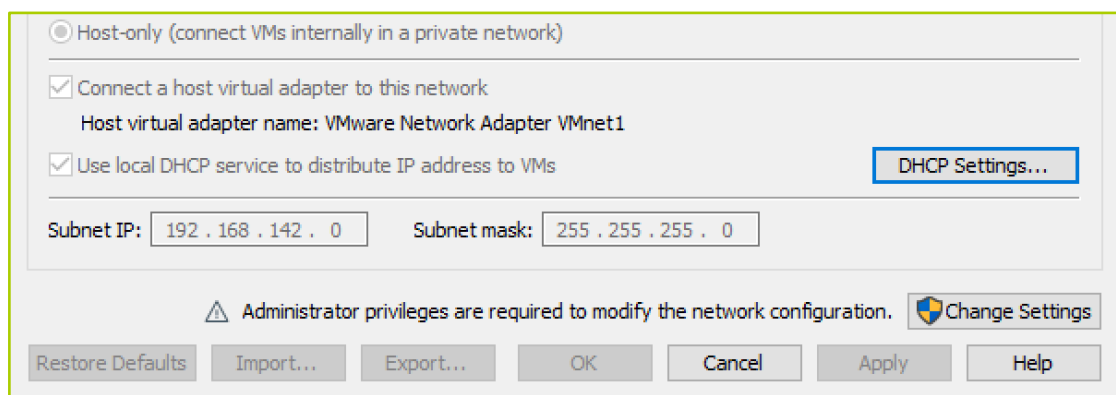 Host-only (connect VMs internally in a private network)
Connect a host virtual adapter to this network
Host virtual adapter name: VMware Network Adapter VMnet1
Use local DHCP service to distribute IP address to VMs DHCP Settings...
Subnet IP: 192 . 168 . 142 . 0 Subnet mask: 255 . 255 . 255 . 0
Administrator privileges are required to modify the network configuration. Change Settings
Restore Defaults Import... Export... OK Cancel Apply Help